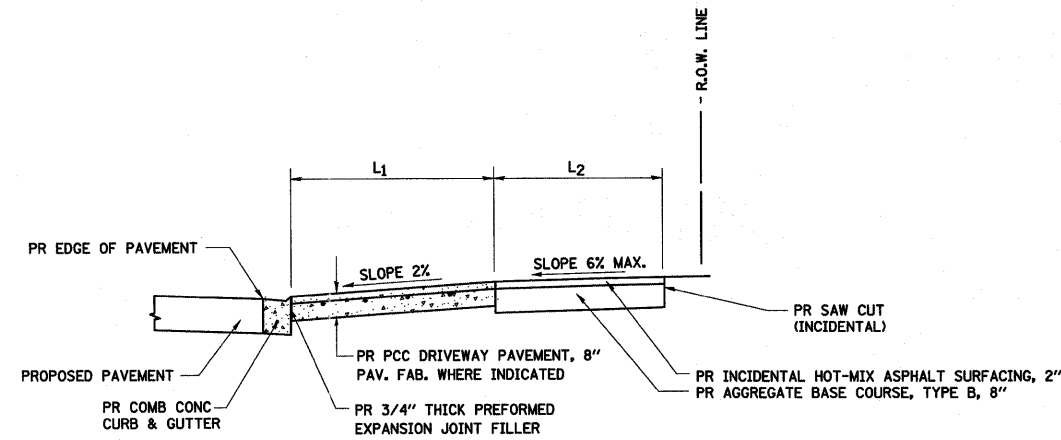 R.O.W. LINE
L1
L2
PR EDGE OF PAVEMENT
SLOPE 2%
SLOPE 6% MAX.
PR SAW CUT
(INCIDENTAL)
PROPOSED PAVEMENT
PR PCC DRIVEWAY PAVEMENT, 8"
PAV. FAB. WHERE INDICATED
PR INCIDENTAL HOT-MIX ASPHALT SURFACING, 2"
PR AGGREGATE BASE COURSE, TYPE B, 8"
PR COMB CONC
CURB & GUTTER
PR 3/4" THICK PREFORMED
EXPANSION JOINT FILLER